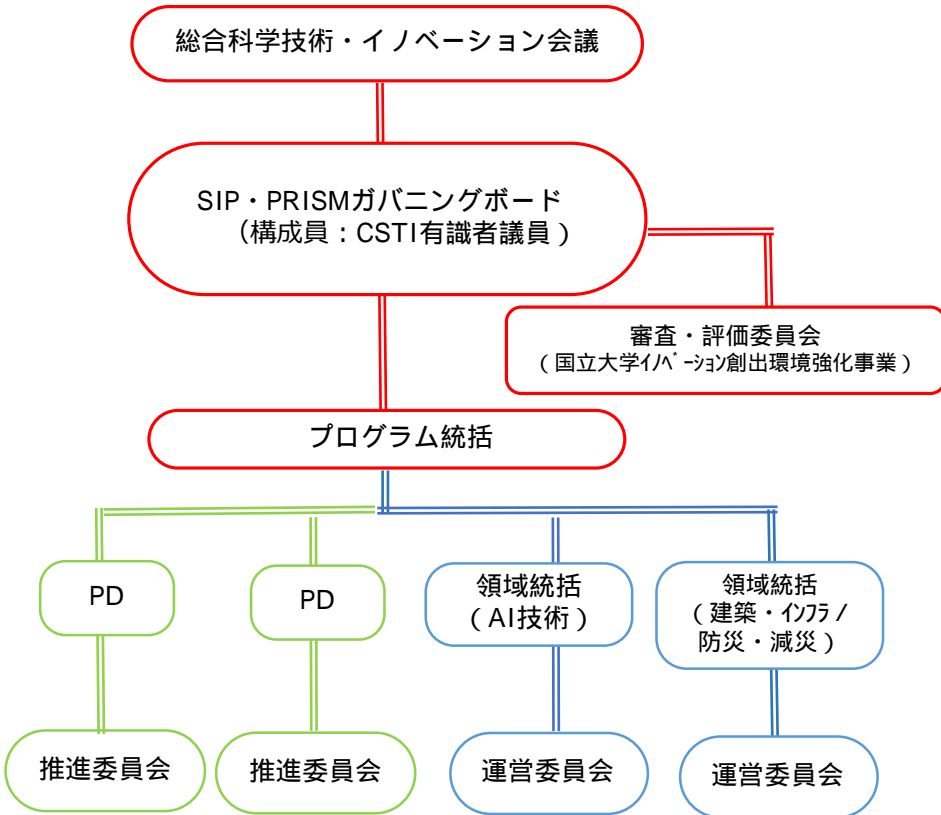 総合科学技術・イノベーション会議
SIP・PRISMガバニングボード
（構成員：CSTI有識者議員）
審査・評価委員会
（国立大学ｲﾉﾍﾞｰｼｮﾝ創出環境強化事業）
プログラム統括
PD
PD
領域統括
（AI技術）
領域統括
（建築・ｲﾝﾌﾗ/
防災・減災）
推進委員会
推進委員会
運営委員会
運営委員会